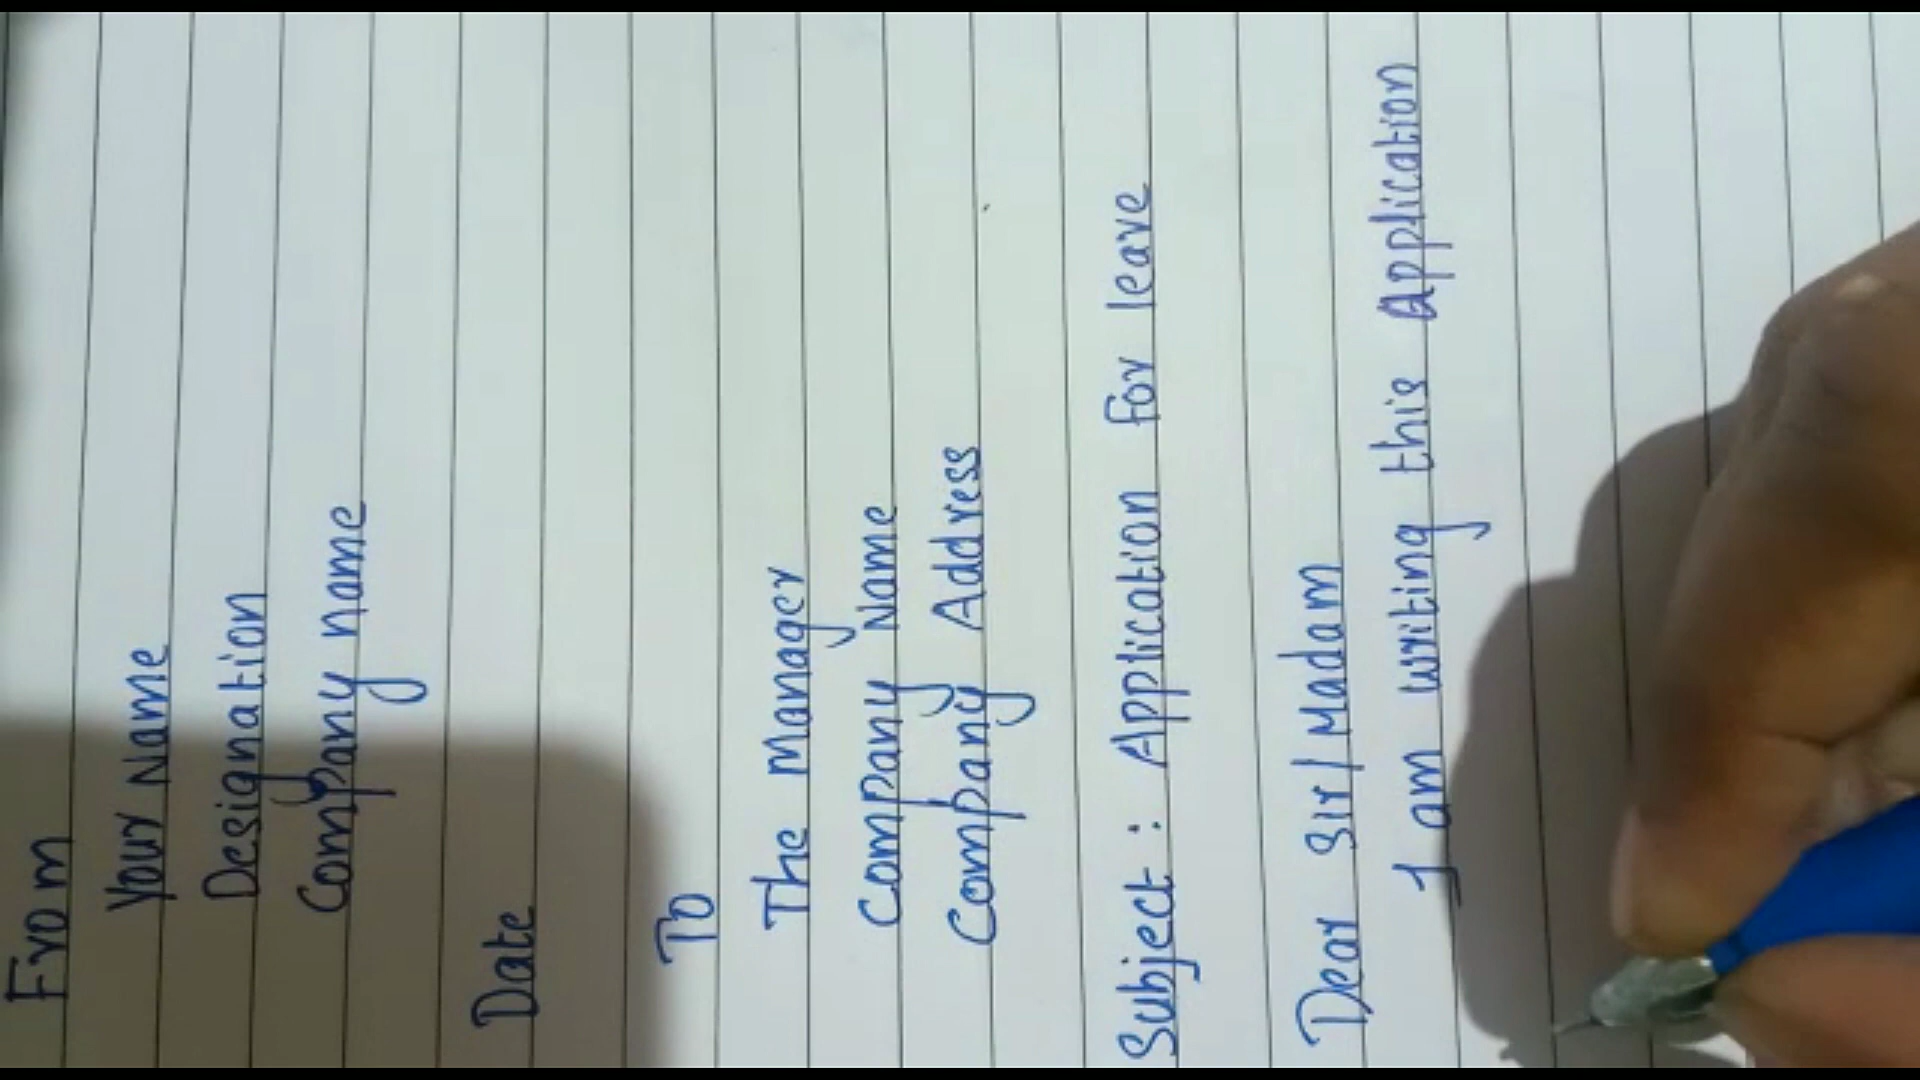 From
Your Name
Designation
Company name
Date
To
The Manager
Company Name
Company Address
Subject : Application For leave
Dear Sir/Madam
I am writing this Application